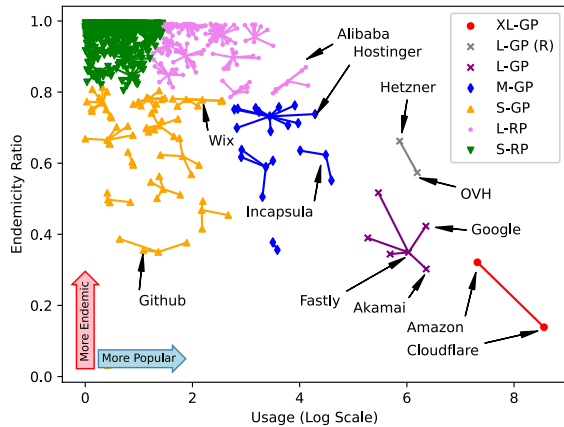 1.0
0.8
0.6
0.4
0.2
0.0
Endemicity Ratio
0
2
4
6
8
Usage (Log Scale)
XL-GP
L-GP (R)
L-GP
M-GP
S-GP
L-RP
S-RP
Alibaba
Hostinger
Hetzner
Wix
OVH
Incapsula
Google
Github
Fastly
Akamai
Amazon
Cloudflare
More Endemic
More Popular